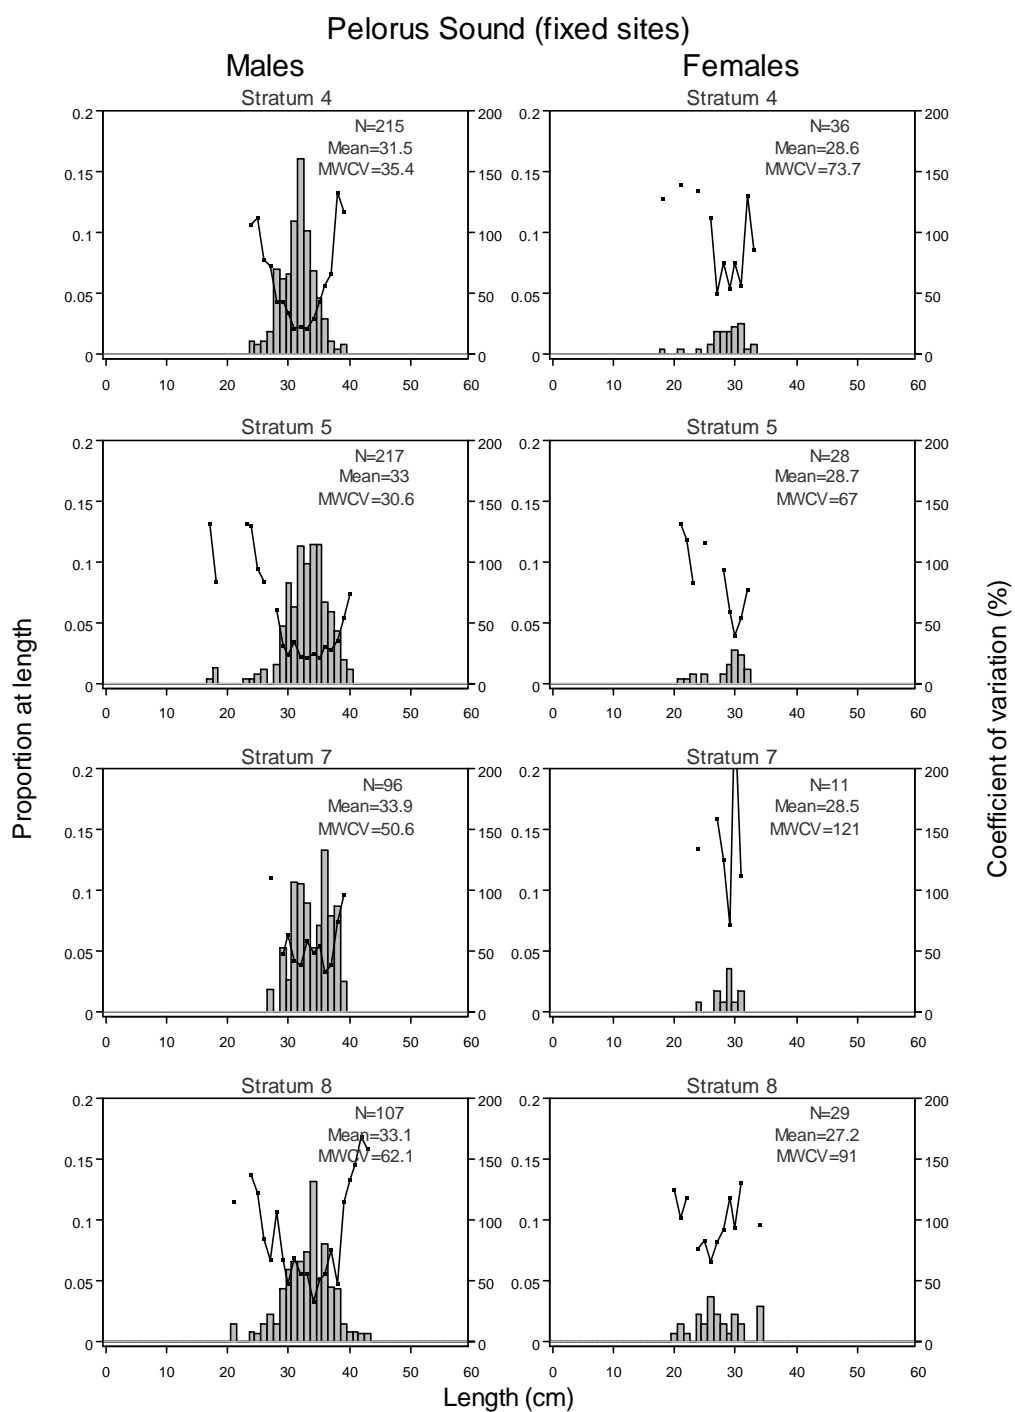 Pelorus Sound (fixed sites)
Males
Females
Stratum 4
Stratum 4
0.2
0.15
0.1
0.05
0
N=215
Mean=31.5
MWCV=35.4
200
150
100
50
0
0 10 20 30 40 50 60
0.2
0.15
0.1
0.05
0
N=36
Mean=28.6
MWCV=73.7
200
150
100
50
0
0 10 20 30 40 50 60
Stratum 5
Stratum 5
0.2
0.15
0.1
0.05
0
N=217
Mean=33
MWCV=30.6
200
150
100
50
0
0 10 20 30 40 50 60
0.2
0.15
0.1
0.05
0
N=28
Mean=28.7
MWCV=67
200
150
100
50
0
0 10 20 30 40 50 60
Proportion at length
Coefficient of variation (%)
Stratum 7
Stratum 7
0.2
0.15
0.1
0.05
0
N=96
Mean=33.9
MWCV=50.6
200
150
100
50
0
0 10 20 30 40 50 60
0.2
0.15
0.1
0.05
0
N=11
Mean=28.5
MWCV=121
200
150
100
50
0
0 10 20 30 40 50 60
Stratum 8
Stratum 8
0.2
0.15
0.1
0.05
0
N=107
Mean=33.1
MWCV=62.1
200
150
100
50
0
0 10 20 30 40 50 60
0.2
0.15
0.1
0.05
0
N=29
Mean=27.2
MWCV=91
200
150
100
50
0
0 10 20 30 40 50 60
Length (cm)